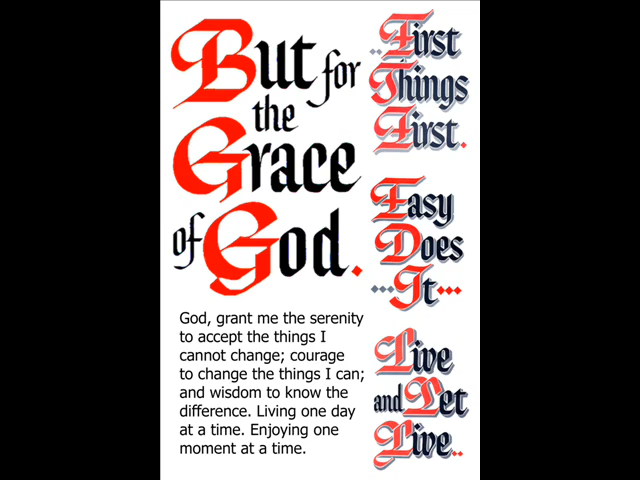 But for
the
Grace
of God.
God, grant me the serenity
to accept the things I
cannot change; courage
to change the things I can;
and wisdom to know the
difference. Living one day
at a time. Enjoying one
moment at a time.
..First
Things
First.
Easy
Does
...It...
Live
and Let
Live..